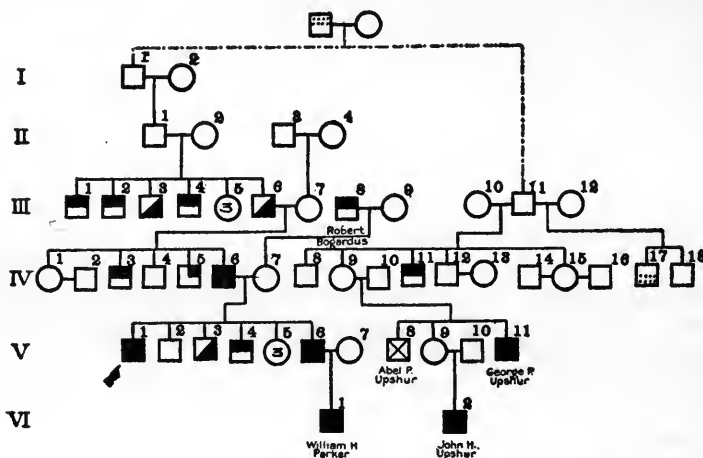 1 2
I
1 2 3 4
II
1 2 3 4 5 6 7 8 9 10 11 12
3
III
Robert
Bogardus
1 2 3 4 5 6 7 8 9 10 11 12 13 14 15 16 17 18
IV
1 2 3 4 5 6 7 8 9 10 11
3
V
Abel P.
Upshur
George P.
Upshur
1 2
VI
William H
Parker
John H.,
Upshur